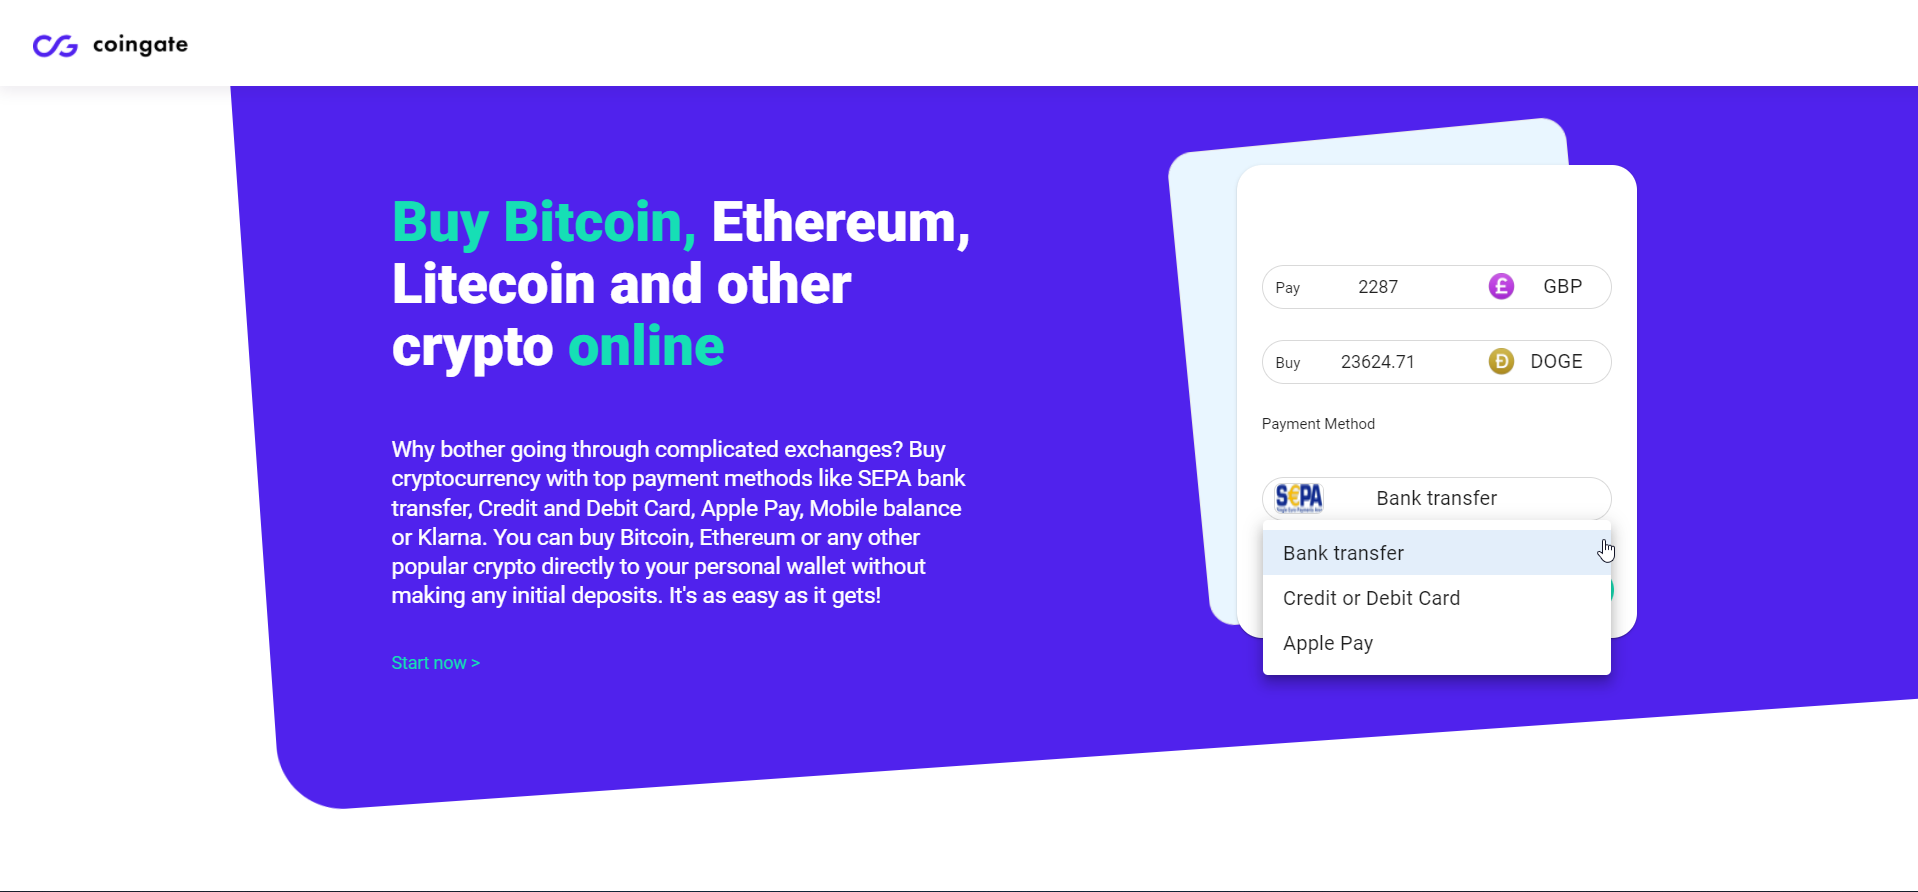 coingate
Buy Bitcoin, Ethereum,
Litecoin and other
crypto online
Why bother going through complicated exchanges? Buy
cryptocurrency with top payment methods like SEPA bank
transfer, Credit and Debit Card, Apple Pay, Mobile balance
or Klarna. You can buy Bitcoin, Ethereum or any other
popular crypto directly to your personal wallet without
making any initial deposits. It's as easy as it gets!
Start now >
Pay 2287 £ GBP
Buy 23624.71 Ð DOGE
Payment Method
S€PA Bank transfer
Bank transfer
Credit or Debit Card
Apple Pay